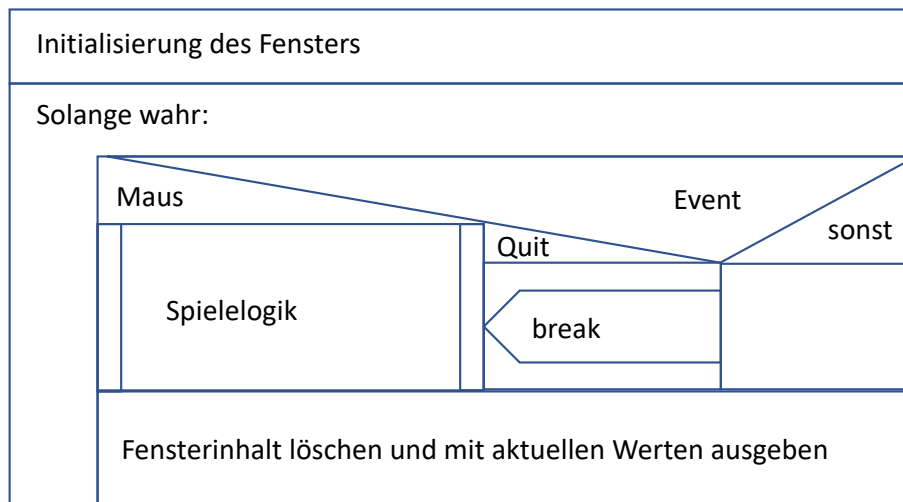 Initialisierung des Fensters
Solange wahr:
Maus
Event
sonst
Quit
Spielelogik
break
Fensterinhalt löschen und mit aktuellen Werten ausgeben